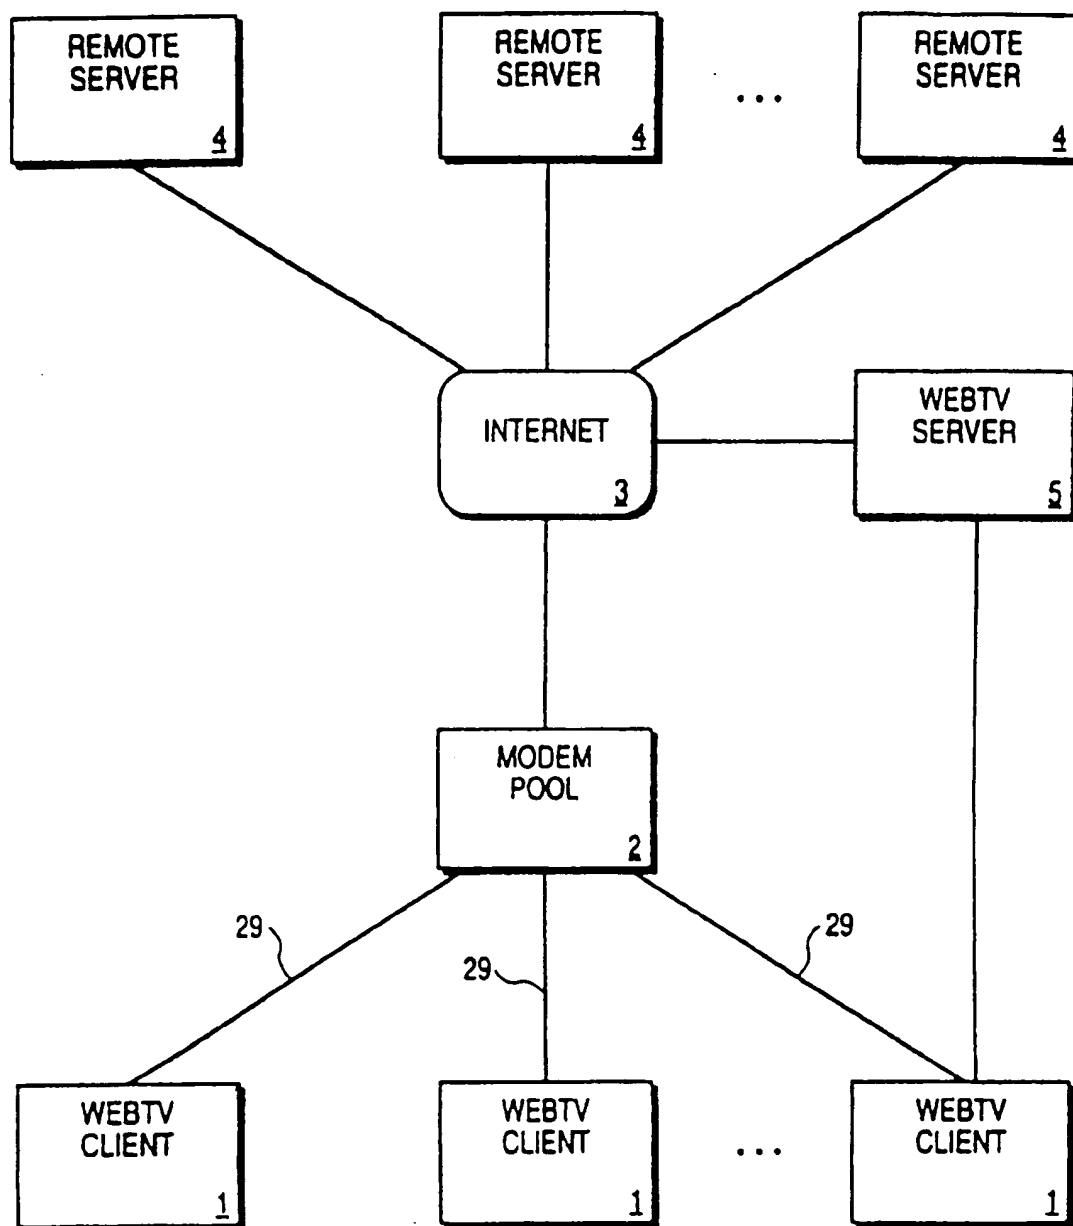 REMOTE
SERVER
4
REMOTE
SERVER
4
...
REMOTE
SERVER
4
INTERNET
3
WEBTV
SERVER
5
MODEM
POOL
2
29
29
29
WEBTV
CLIENT
1
WEBTV
CLIENT
1
...
WEBTV
CLIENT
1